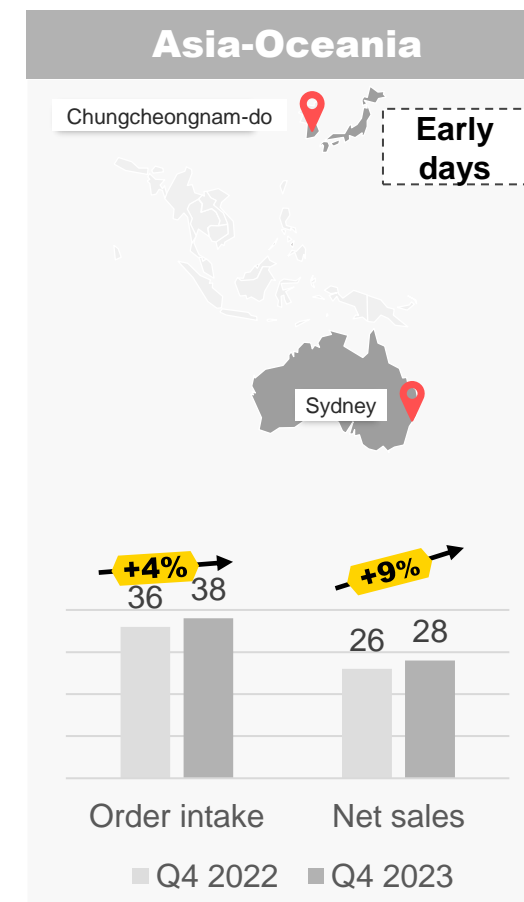 Asia-Oceania
Chungcheongnam-do
Early
days
Sydney
+4%
+9%
36
38
26
28
Order intake
Net sales
Q4 2022
Q4 2023